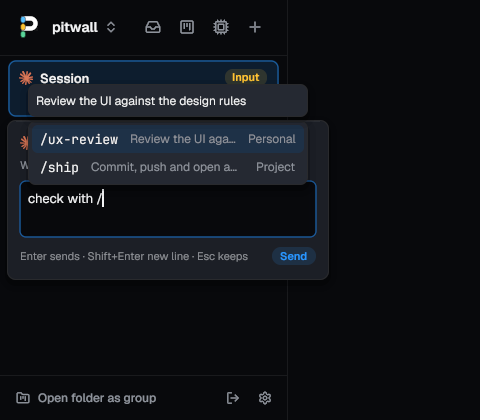 pitwall
Session
Input
Review the UI against the design rules
/ux-review Review the UI aga... Personal
/ship Commit, push and open a... Project
check with /
Enter sends · Shift+Enter new line · Esc keeps
Send
Open folder as group